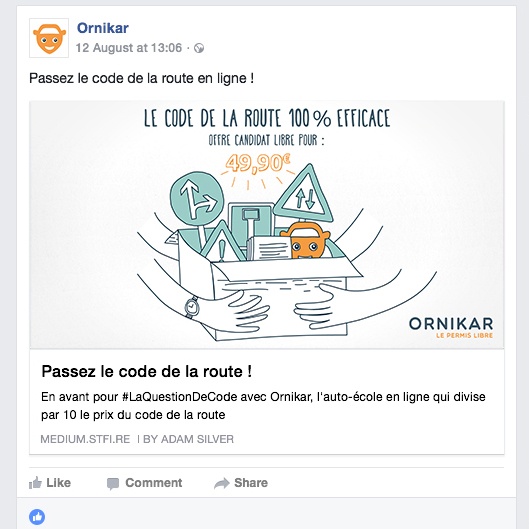 Ornikar
12 August at 13:06 ·
Passez le code de la route en ligne !
LE CODE DE LA ROUTE 100% EFFICACE
OFFRE CANDIDAT LIBRE POUR :
49,90€
ORNIKAR
LE PERMIS LIBRE
Passez le code de la route !
En avant pour #LaQuestionDeCode avec Ornikar, l'auto-école en ligne qui divise
par 10 le prix du code de la route
MEDIUM.STFI.RE | BY ADAM SILVER
Like Comment Share